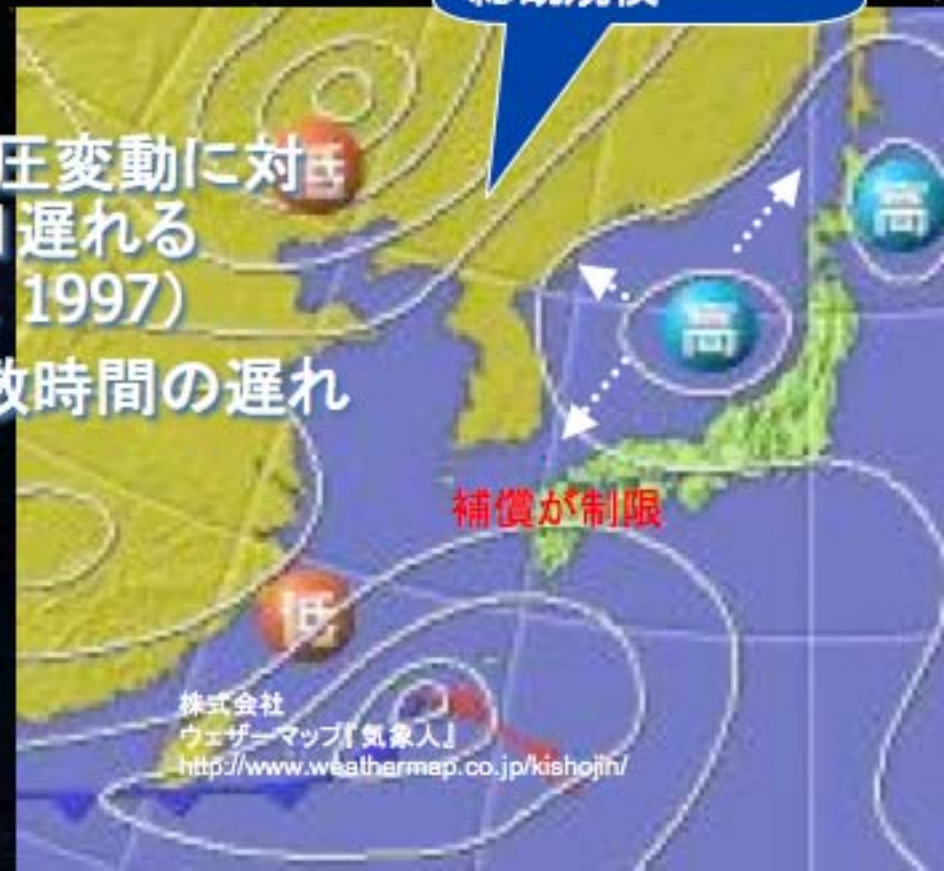 圧変動に対
遅れる
1997）
数時間の遅れ
低
高
高
補償が制限
低
株式会社
ウェザーマップ『気象人』
http://www.weathermap.co.jp/kishojin/